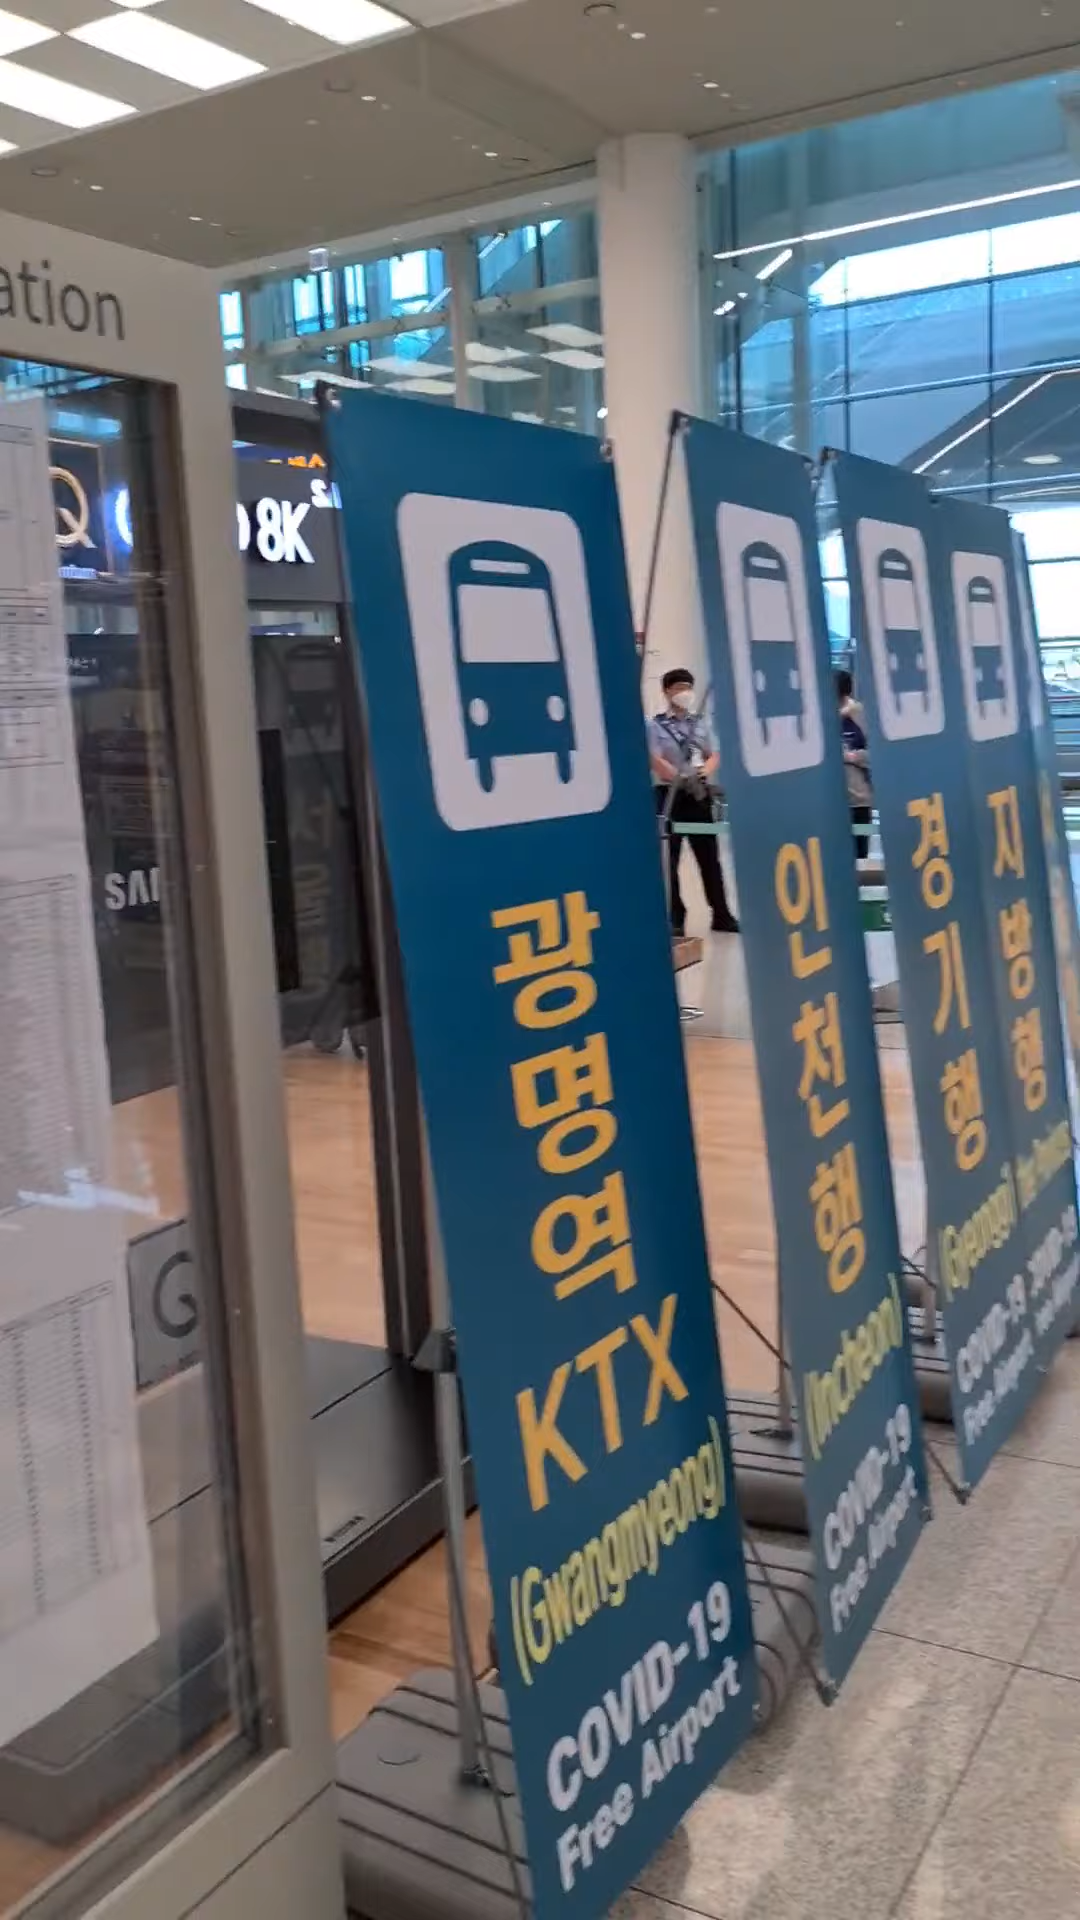 ation
8K
SAM
G
광명역
KTX
(Gwangmyeong)
COVID-19
Free Airport
인천행
(Incheon)
COVID-19
Free Airport
경기행
(Gyeonggi)
COVID-19
Free Airport
지방행